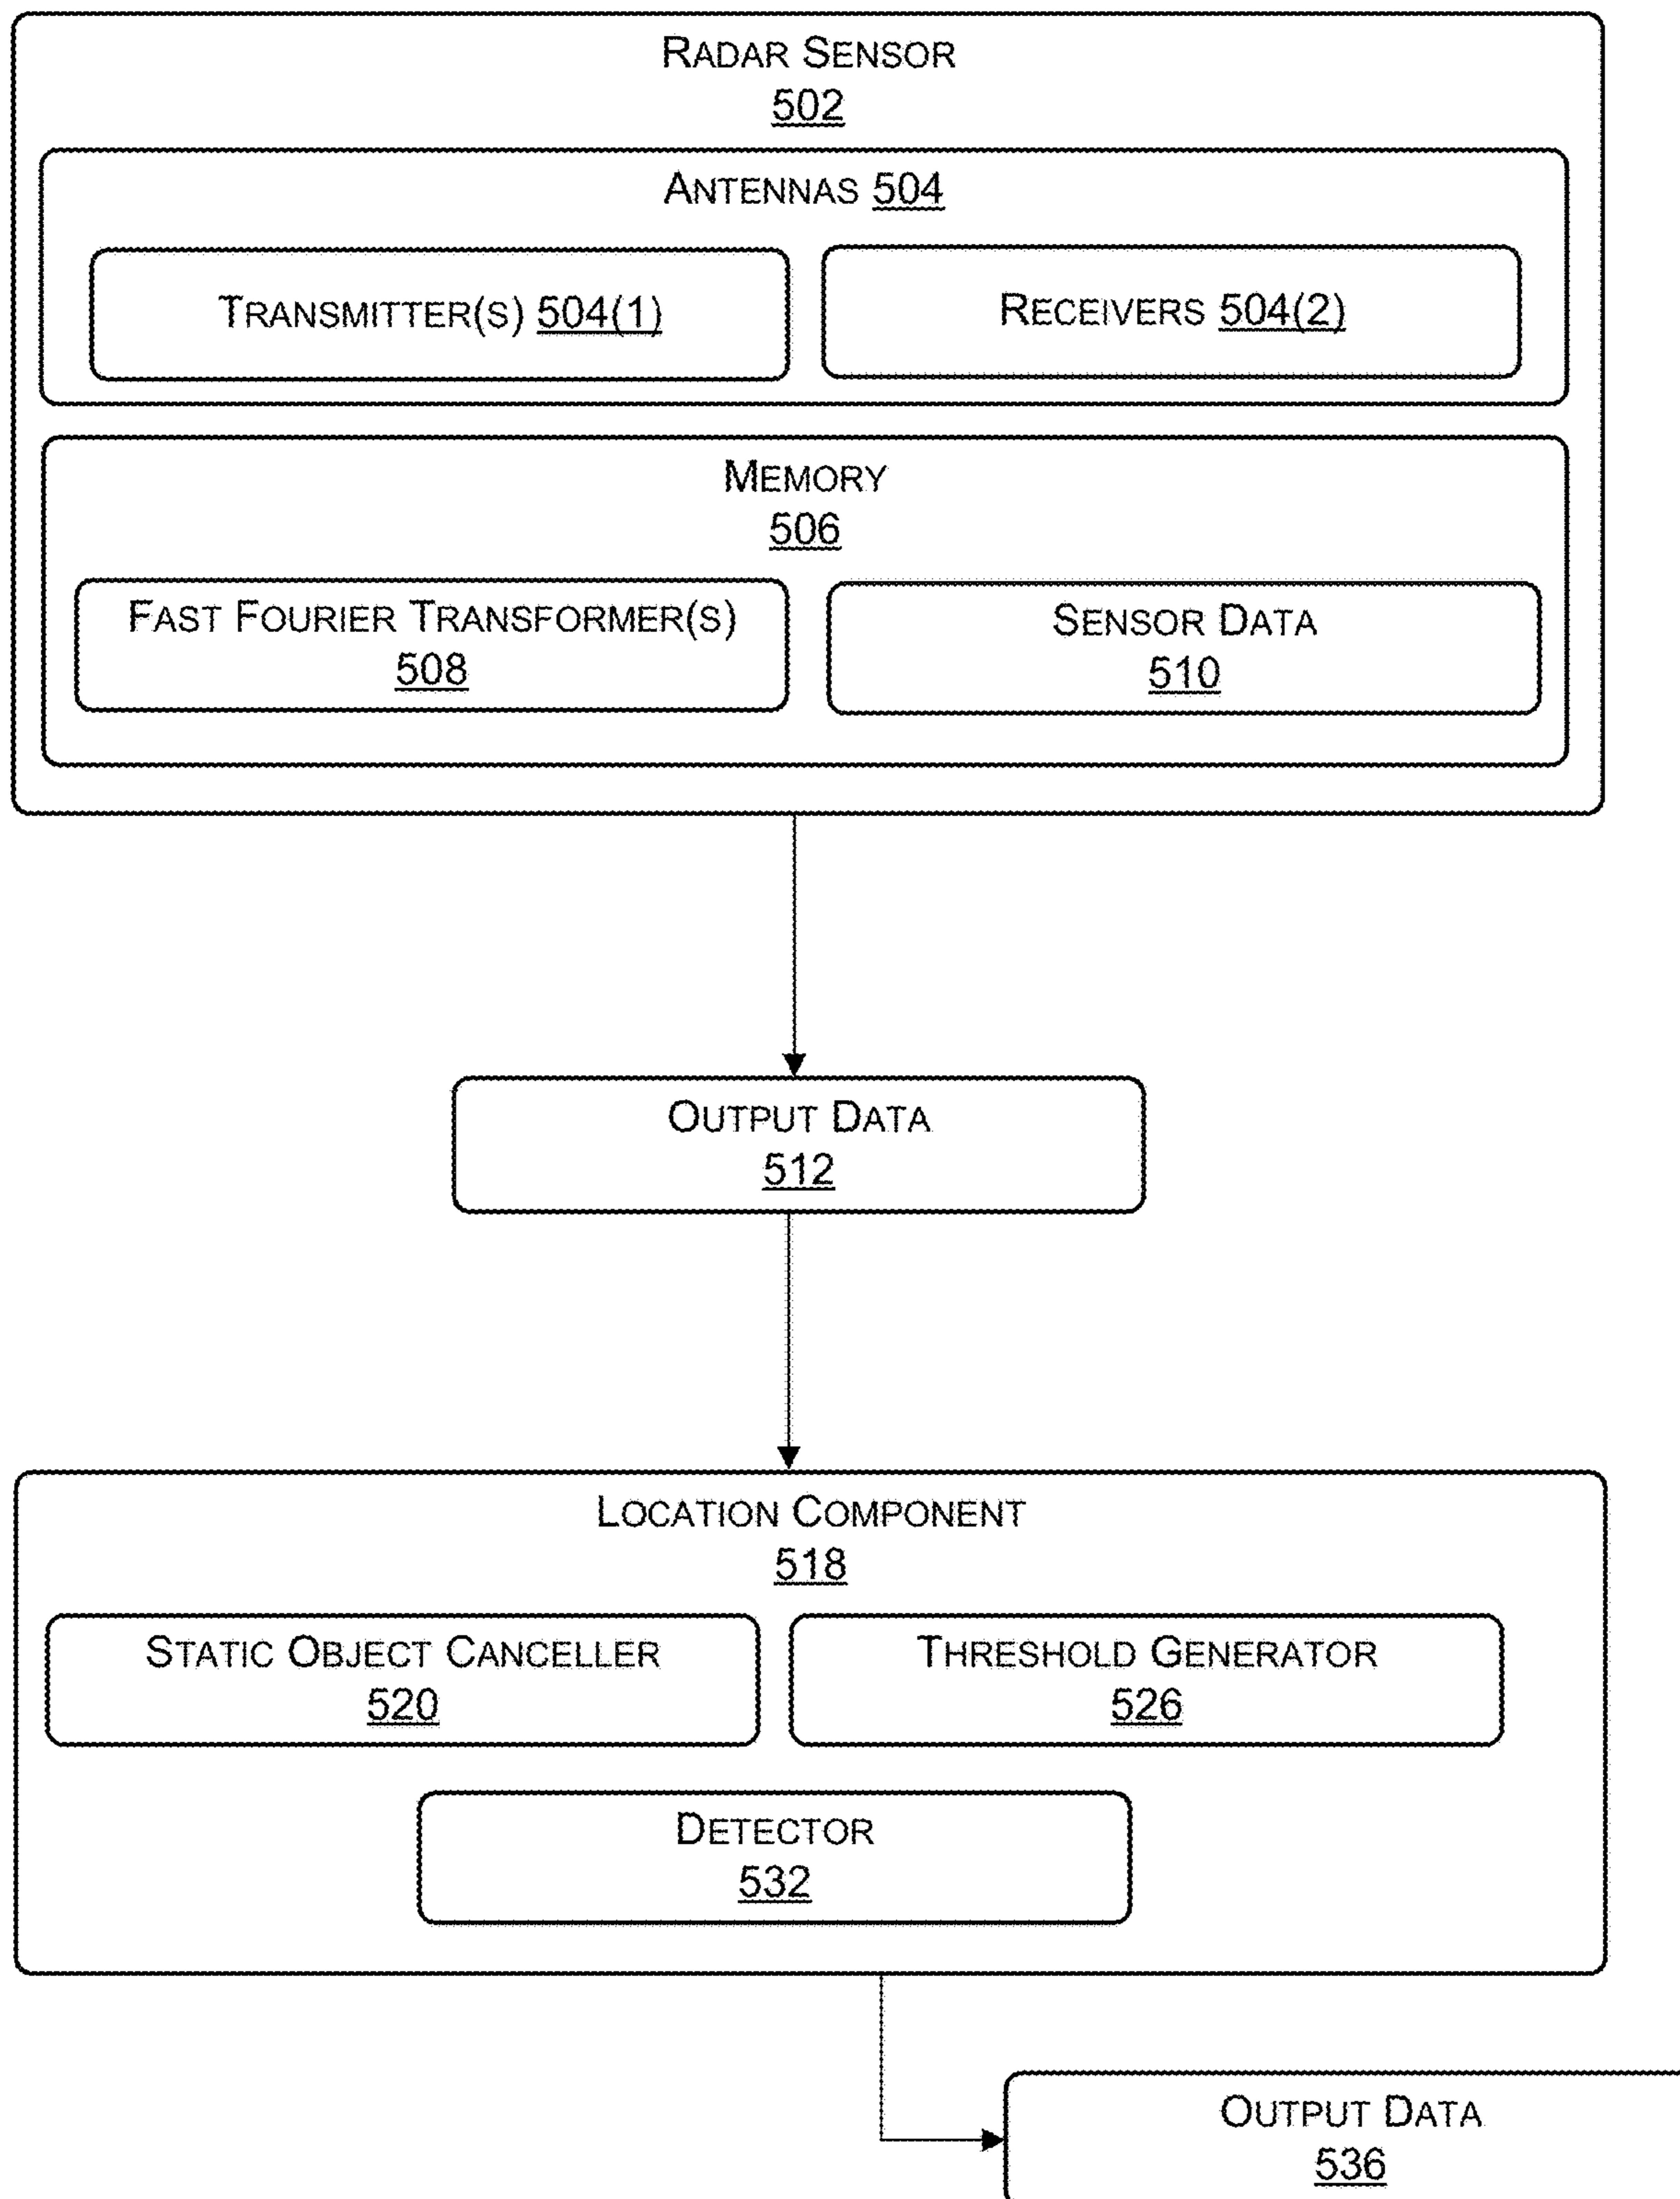 RADAR SENSOR
502
ANTENNAS 504
TRANSMITTER(S) 504(1)
RECEIVERS 504(2)
MEMORY
506
FAST FOURIER TRANSFORMER(S)
508
SENSOR DATA
510
OUTPUT DATA
512
LOCATION COMPONENT
518
STATIC OBJECT CANCELLER
520
THRESHOLD GENERATOR
526
DETECTOR
532
OUTPUT DATA
536